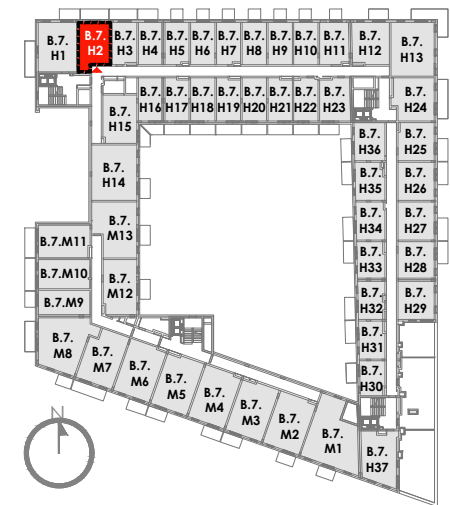 B.7.
H1
B.7.
H2
B.7.
H3
B.7.
H4
B.7.
H5
B.7.
H6
B.7.
H7
B.7.
H8
B.7.
H9
B.7.
H10
B.7.
H11
B.7.
H12
B.7.
H13
B.7.
H15
B.7.
H16
B.7.
H17
B.7.
H18
B.7.
H19
B.7.
H20
B.7.
H21
B.7.
H22
B.7.
H23
B.7.
H24
B.7.
H36
B.7.
H25
B.7.
H14
B.7.
H35
B.7.
H26
B.7.
M13
B.7.
H34
B.7.
H27
B.7.M11
B.7.
H33
B.7.
H28
B.7.M10
B.7.
M12
B.7.
H32
B.7.
H29
B.7.M9
B.7.
M8
B.7.
M7
B.7.
M6
B.7.
M5
B.7.
M4
B.7.
M3
B.7.
M2
B.7.
M1
B.7.
H31
B.7.
H30
B.7.
H37
N